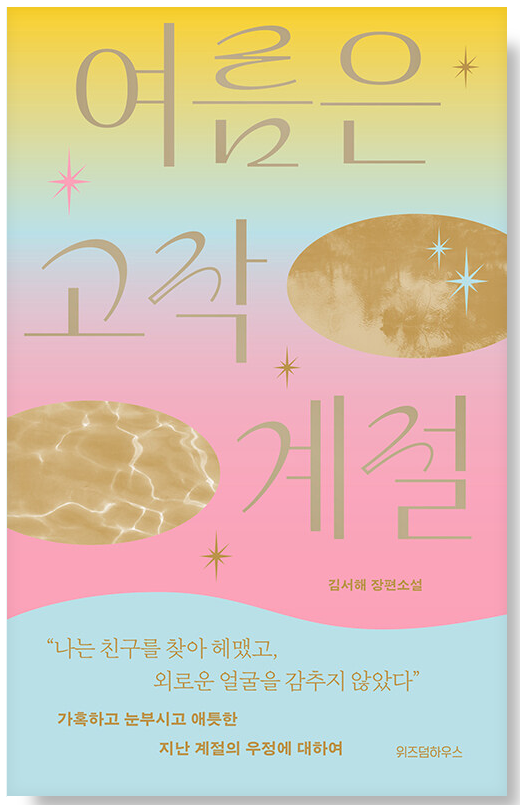 여름은
고작
계절
김서해 장편소설
“나는 친구를 찾아 헤맸고,
외로운 얼굴을 감추지 않았다”
가혹하고 눈부시고 애틋한
지난 계절의 우정에 대하여
위즈덤하우스